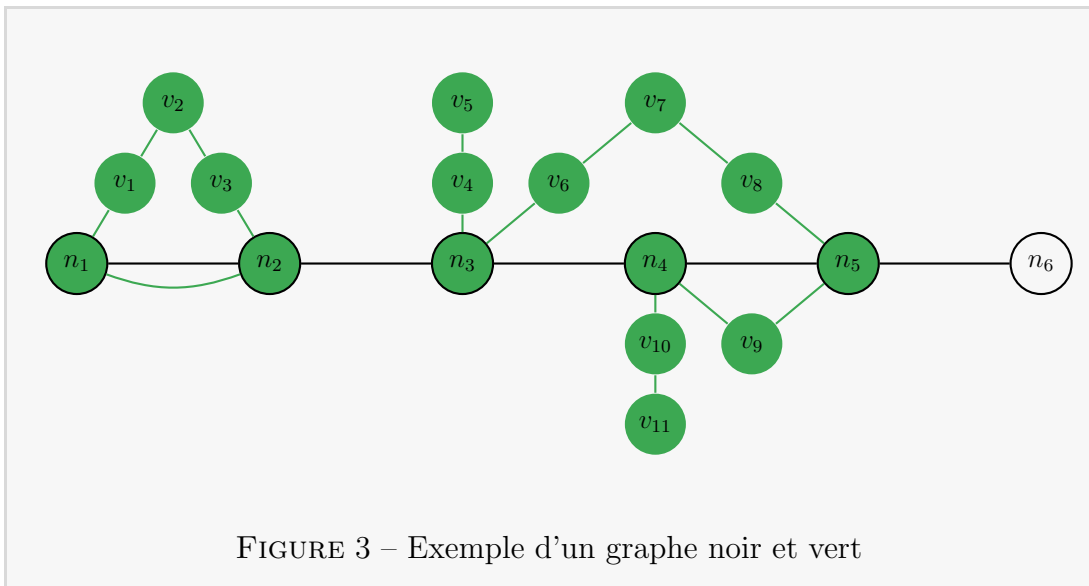 v₂ v₅ v₇
v₁ v₃ v₄ v₆ v₈
n₁ n₂ n₃ n₄ n₅ n₆
v₁₀ v₉
v₁₁
FIGURE 3 – Exemple d'un graphe noir et vert